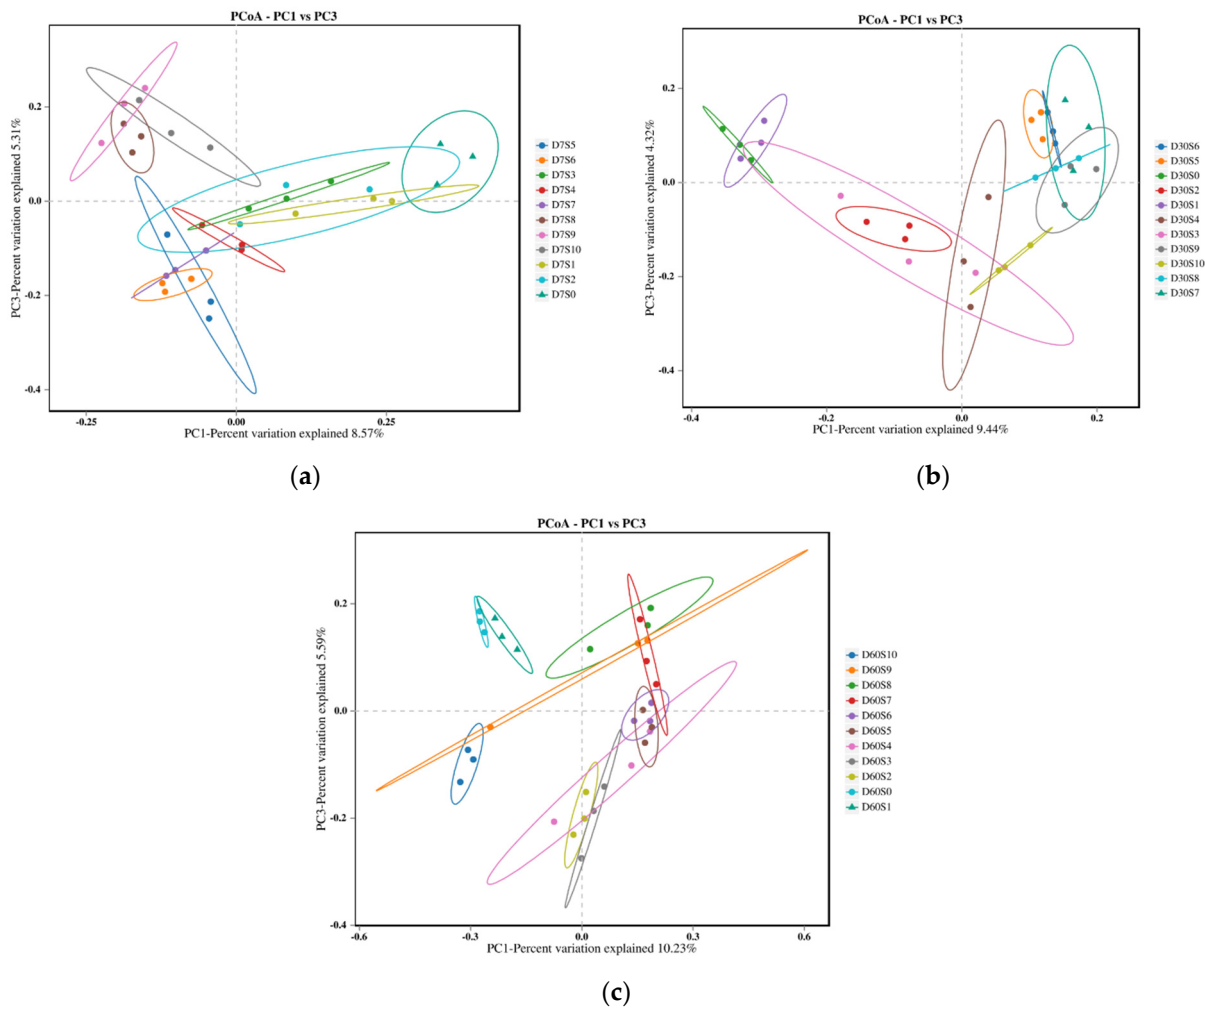 PCoA - PC1 vs PC3
PC3-Percent variation explained 5.31%
0.2
0.0
-0.2
-0.4
-0.25
0.00
0.25
PC1-Percent variation explained 8.57%
D7S5
D7S6
D7S3
D7S4
D7S7
D7S8
D7S9
D7S10
D7S1
D7S2
D7S0
(a)
PCoA - PC1 vs PC3
PC3-Percent variation explained 4.32%
0.2
0.0
-0.2
-0.4
-0.4
-0.2
0.0
0.2
PC1-Percent variation explained 9.44%
D30S6
D30S5
D30S0
D30S2
D30S1
D30S4
D30S3
D30S9
D30S10
D30S8
D30S7
(b)
PCoA - PC1 vs PC3
PC3-Percent variation explained 5.59%
0.2
0.0
-0.2
-0.4
-0.6
-0.3
0.0
0.3
0.6
PC1-Percent variation explained 10.23%
D60S10
D60S9
D60S8
D60S7
D60S6
D60S5
D60S4
D60S3
D60S2
D60S0
D60S1
(c)